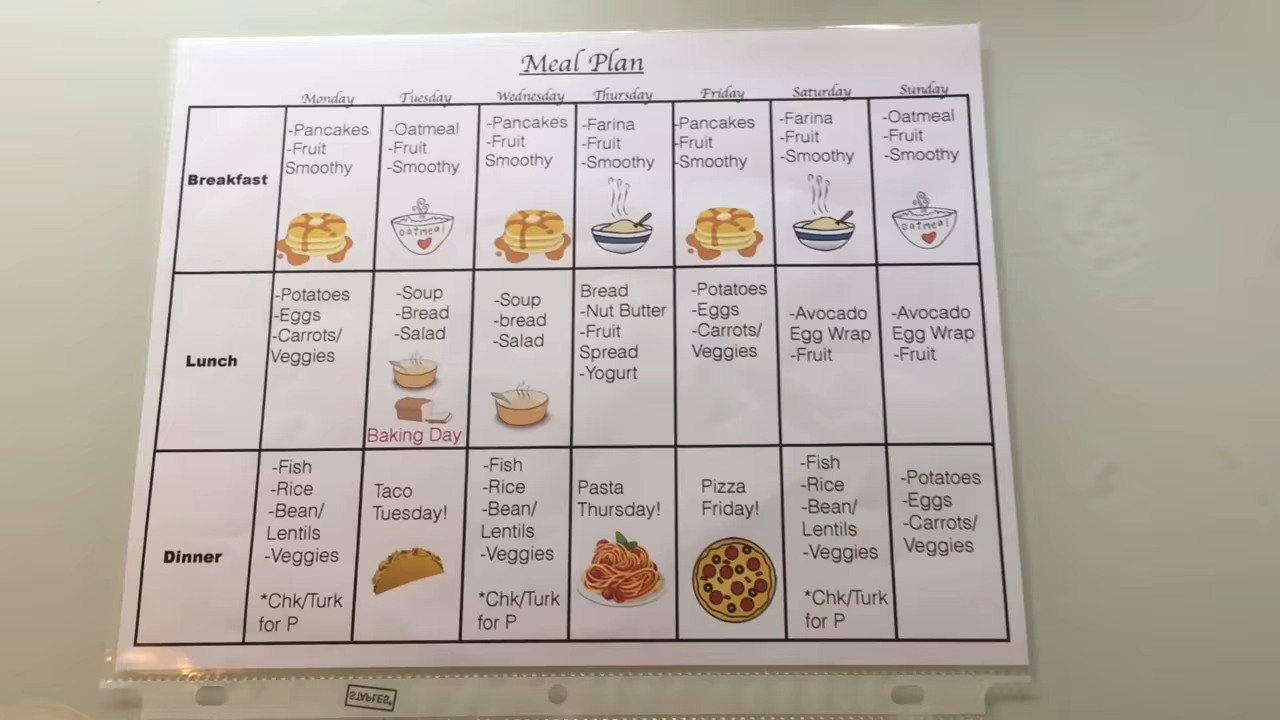 Meal Plan
Monday
Tuesday
Wednesday
Thursday
Friday
Saturday
Sunday
Breakfast
-Pancakes
-Fruit
Smoothy
-Oatmeal
-Fruit
-Smoothy
oatmeal
-Pancakes
-Fruit
Smoothy
-Farina
-Fruit
-Smoothy
-Pancakes
-Fruit
-Smoothy
-Farina
-Fruit
-Smoothy
-Oatmeal
-Fruit
-Smoothy
oatmeal
Lunch
-Potatoes
-Eggs
-Carrots/
Veggies
-Soup
-Bread
-Salad
Baking Day
-Soup
-bread
-Salad
Bread
-Nut Butter
-Fruit
Spread
-Yogurt
-Potatoes
-Eggs
-Carrots/
Veggies
-Avocado
Egg Wrap
-Fruit
-Avocado
Egg Wrap
-Fruit
Dinner
-Fish
-Rice
-Bean/
Lentils
-Veggies
*Chk/Turk
for P
Taco
Tuesday!
-Fish
-Rice
-Bean/
Lentils
-Veggies
*Chk/Turk
for P
Pasta
Thursday!
Pizza
Friday!
-Fish
-Rice
-Bean/
Lentils
-Veggies
*Chk/Turk
for P
-Potatoes
-Eggs
-Carrots/
Veggies
STAPLES